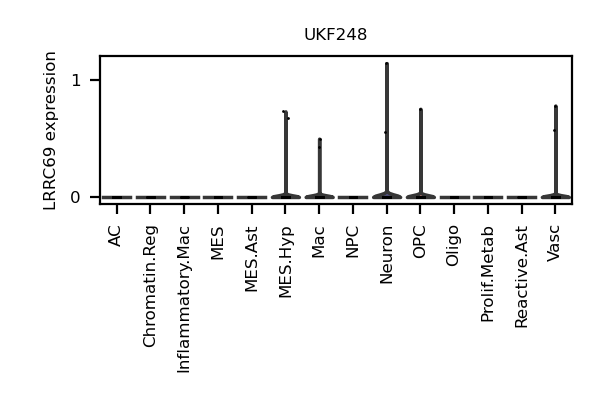 UKF248
LRRC69 expression
1
0
AC
Chromatin.Reg
Inflammatory.Mac
MES
MES.Ast
MES.Hyp
Mac
NPC
Neuron
OPC
Oligo
Prolif.Metab
Reactive.Ast
Vasc